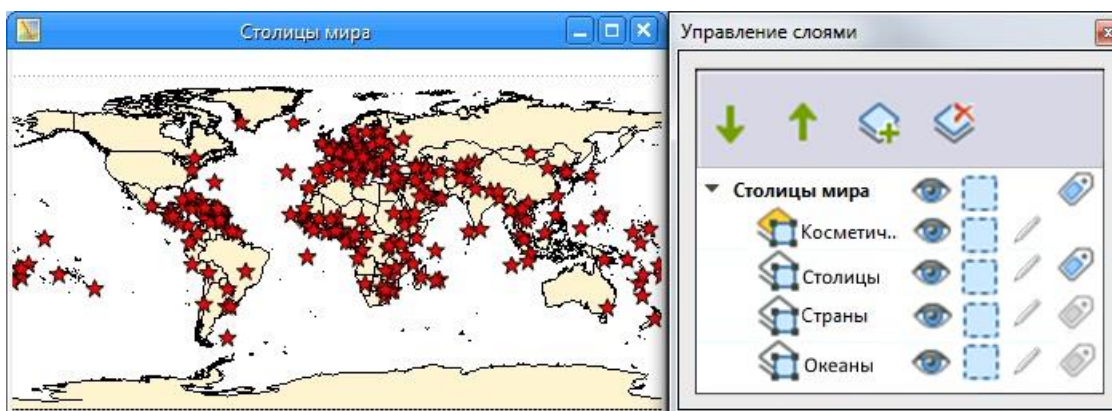 Столицы мира
Управление слоями
Столицы мира
Косметич..
Столицы
Страны
Океаны